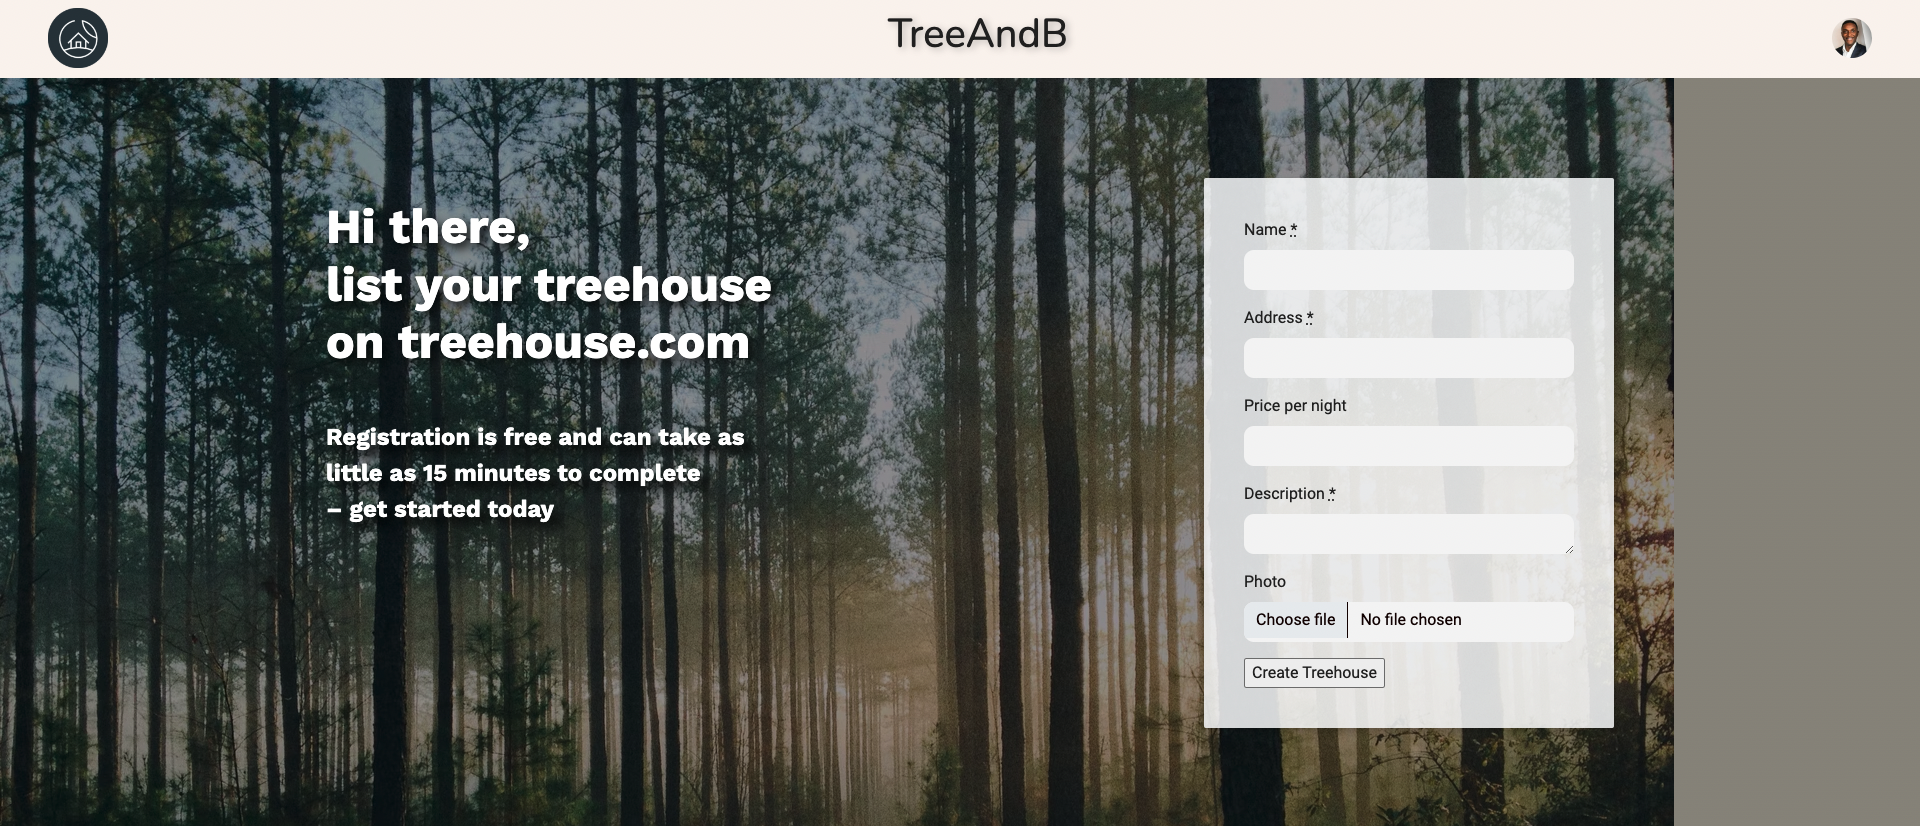 TreeAndB
Hi there,
list your treehouse
on treehouse.com
Registration is free and can take as
little as 15 minutes to complete
– get started today
Name *
Address *
Price per night
Description *
Photo
Choose file No file chosen
Create Treehouse